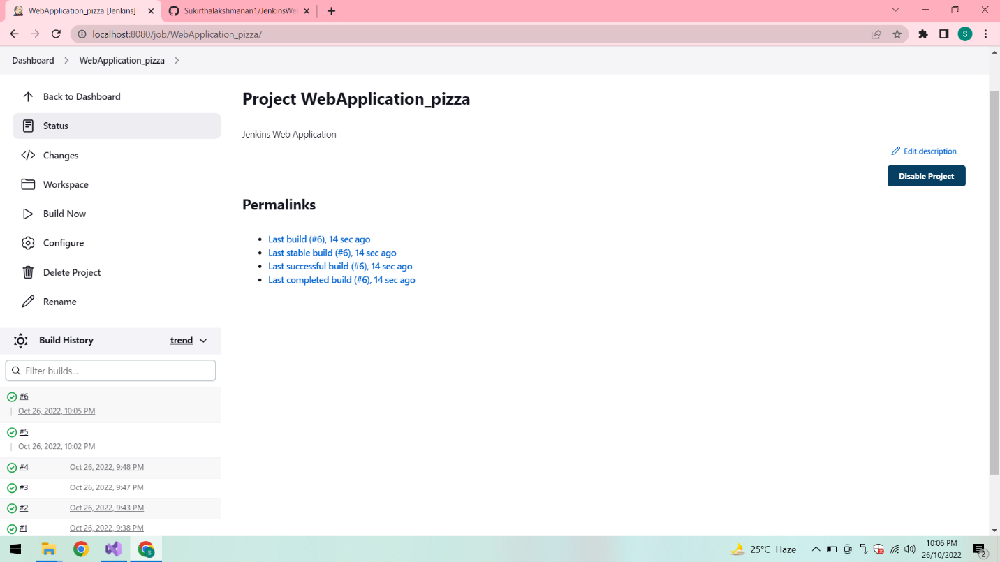 WebApplication_pizza [Jenkins]
Sukirthalakshmanan1/JenkinsWe
localhost:8080/job/WebApplication_pizza/
S
Dashboard
WebApplication_pizza
Back to Dashboard
Status
Changes
Workspace
Build Now
Configure
Delete Project
Rename
Build History
trend
Filter builds...
#6
Oct 26, 2022, 10:05 PM
#5
Oct 26, 2022, 10:02 PM
#4 Oct 26, 2022, 9:48 PM
#3 Oct 26, 2022, 9:47 PM
#2 Oct 26, 2022, 9:43 PM
#1 Oct 26, 2022, 9:38 PM
Project WebApplication_pizza
Jenkins Web Application
Edit description
Disable Project
Permalinks
Last build (#6), 14 sec ago
Last stable build (#6), 14 sec ago
Last successful build (#6), 14 sec ago
Last completed build (#6), 14 sec ago
S
25°C Haze
10:06 PM
26/10/2022
2